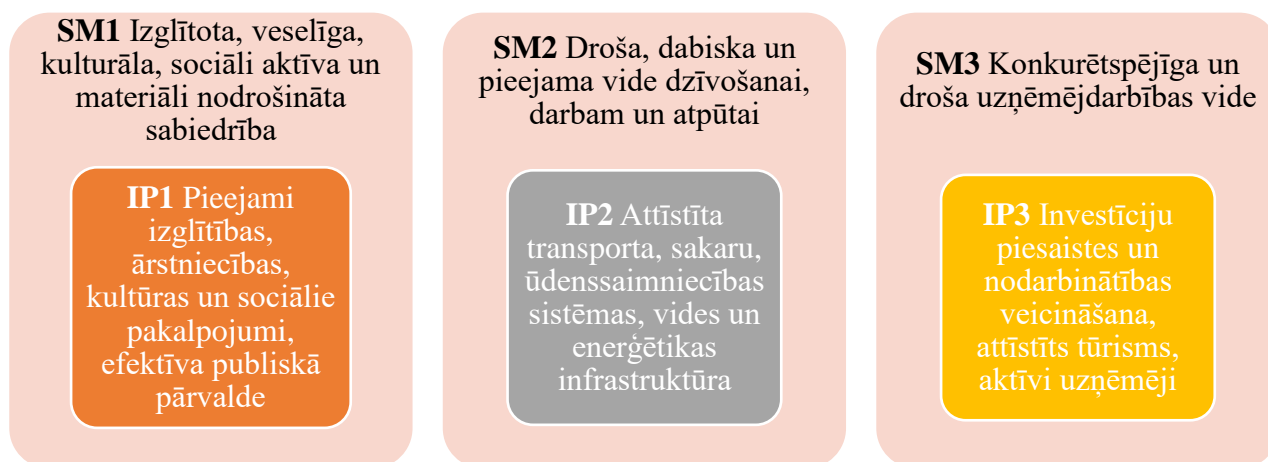 SM1 Izglītota, veselīga,
kulturāla, sociāli aktīva un
materiāli nodrošināta
sabiedrība
IP1 Pieejami
izglītības,
ārstniecības,
kultūras un sociālie
pakalpojumi,
efektīva publiskā
pārvalde
SM2 Droša, dabiska un
pieejama vide dzīvošanai,
darbam un atpūtai
IP2 Attīstīta
transporta, sakaru,
ūdenssaimniecības
sistēmas, vides un
enerģētikas
infrastruktūra
SM3 Konkurētspējīga un
droša uzņēmējdarbības vide
IP3 Investīciju
piesaistes un
nodarbinātības
veicināšana,
attīstīts tūrisms,
aktīvi uzņēmēji